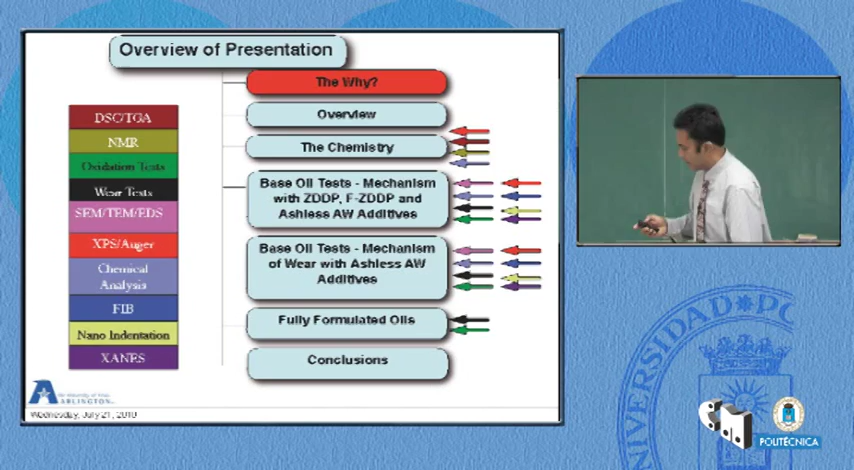 Overview of Presentation
The Why?
Overview
The Chemistry
Base Oil Tests - Mechanism
with ZDDP, F-ZDDP and
Ashless AW Additives
Base Oil Tests - Mechanism
of Wear with Ashless AW
Additives
Fully Formulated Oils
Conclusions
DSC/TGA
NMR
Oxidation Tests
Wear Tests
SEM/TEM/EDS
XPS/Auger
Chemical
Analysis
FIB
Nano Indentation
XANES
ARLINGTON
Wednesday, July 21, 2010
UNIVERSIDAD
POLITÉCNICA